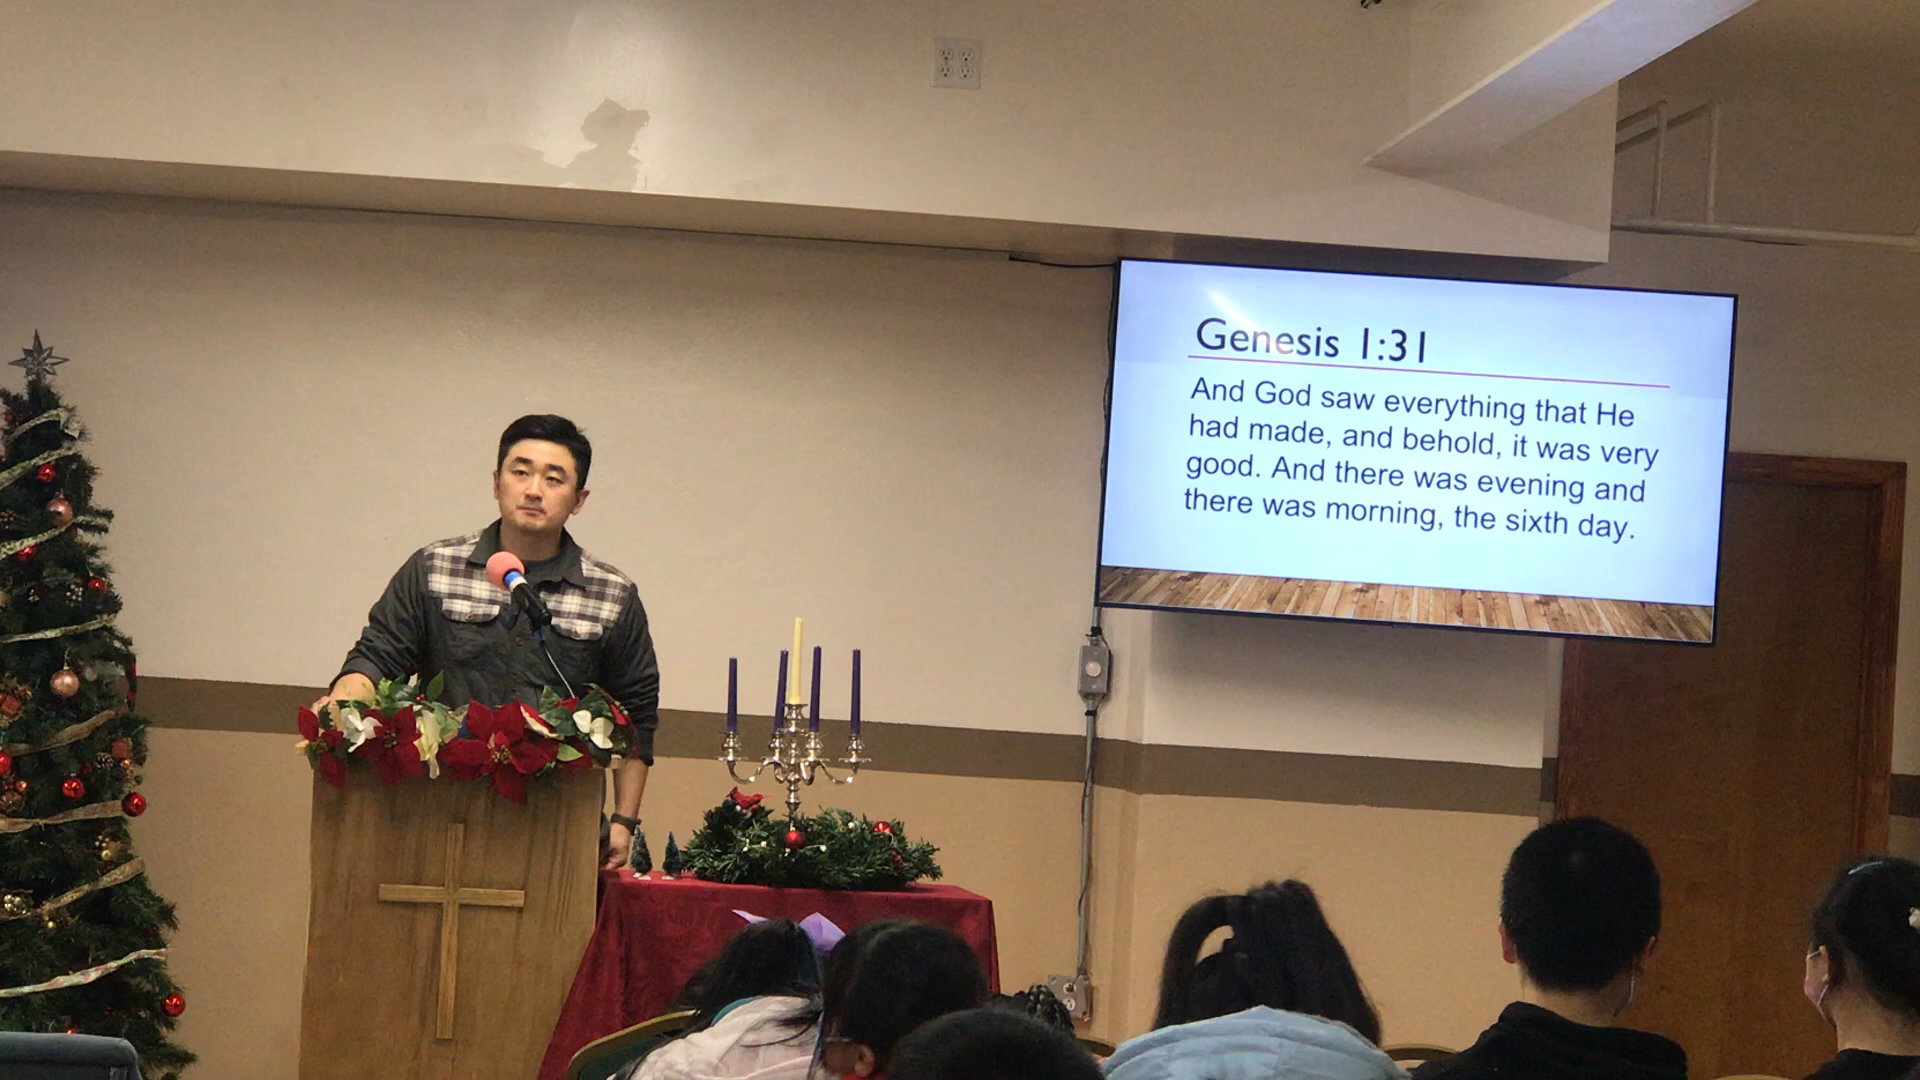 Genesis 1:31
And God saw everything that He
had made, and behold, it was very
good. And there was evening and
there was morning, the sixth day.